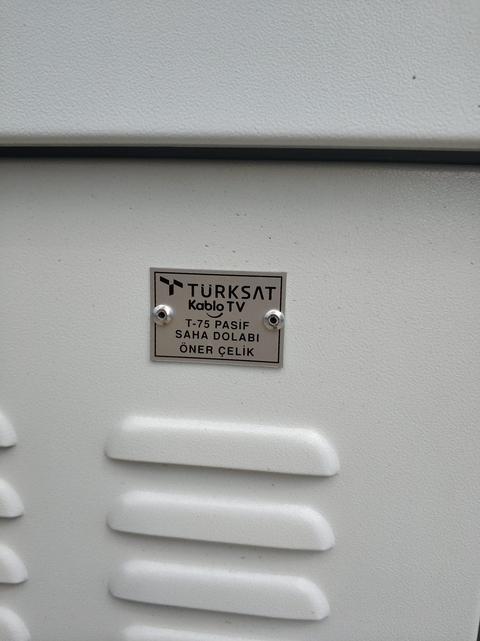 TÜRKSAT
Kablo TV
T-75 PASİF
SAHA DOLABI
ÖNER ÇELİK